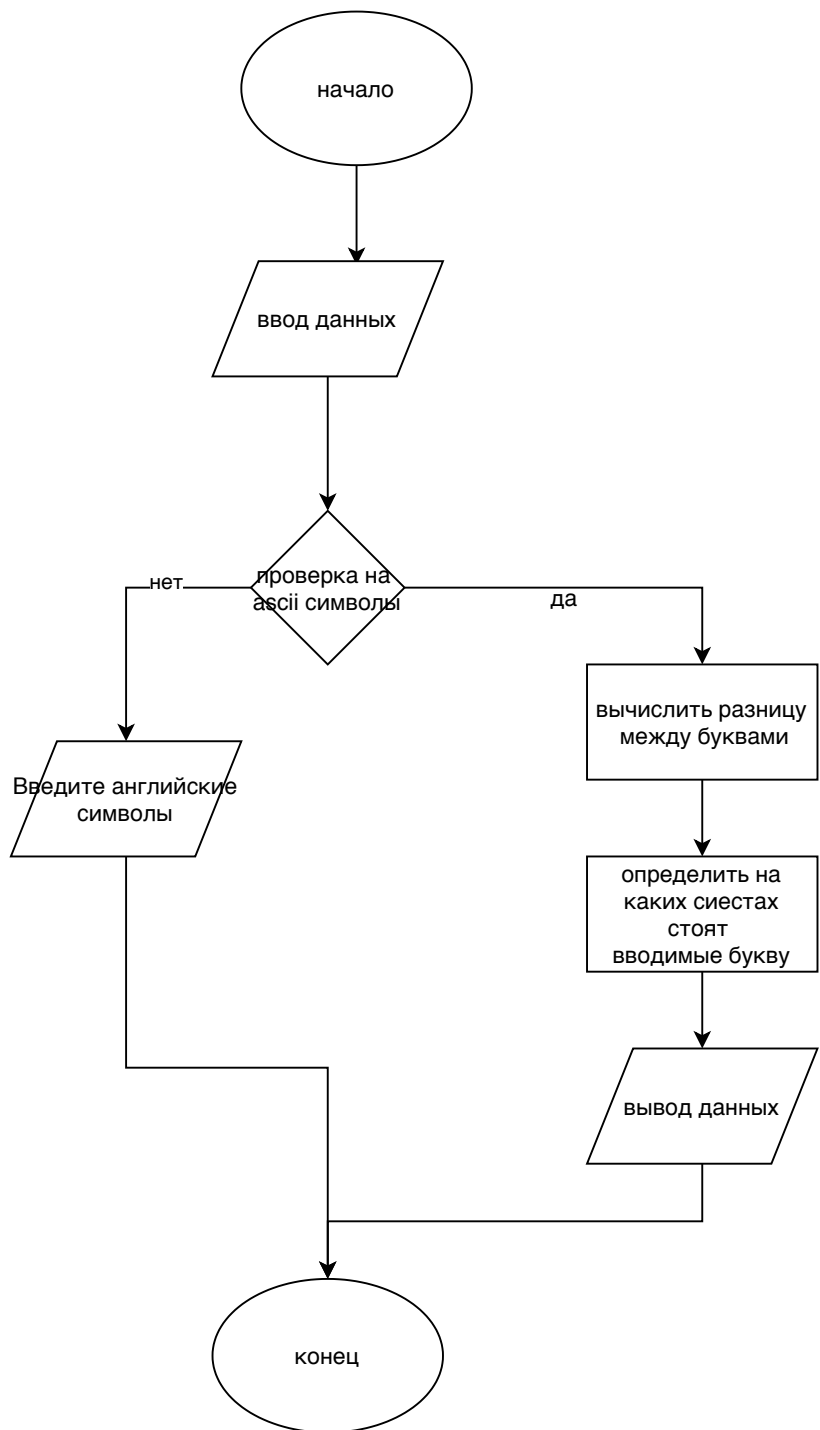 начало
ввод данных
проверка на
ascii символы
нет
да
вычислить разницу
между буквами
Введите английские
символы
определить на
каких сиестах
стоят
вводимые букву
вывод данных
конец